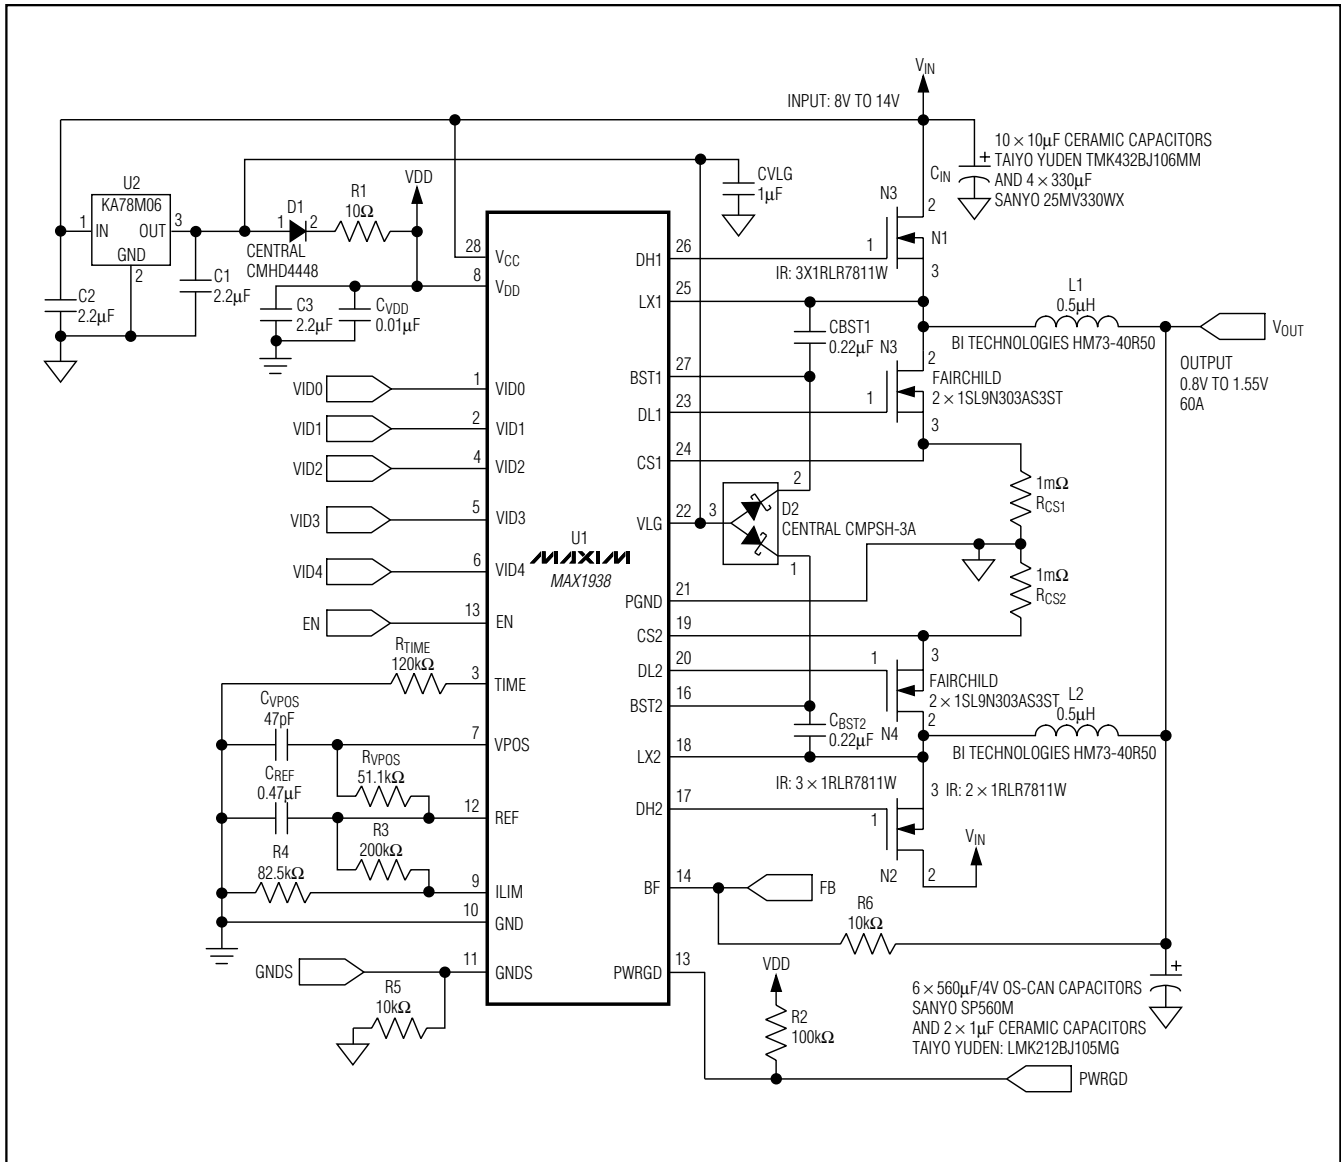 VIN
INPUT: 8V TO 14V
10 × 10µF CERAMIC CAPACITORS
TAIYO YUDEN TMK432BJ106MM
AND 4 × 330µF
SANYO 25MV330WX
CIN
+
U2
KA78M06
1
IN
OUT
3
GND
2
D1
1
2
CENTRAL
CMHD4448
R1
10Ω
VDD
CVLG
1µF
C2
2.2µF
C1
2.2µF
C3
2.2µF
CVDD
0.01µF
28
VCC
8
VDD
DH1
26
N3
2
1
N1
3
IR: 3X1RLR7811W
LX1
25
L1
0.5µH
BI TECHNOLOGIES HM73-40R50
VOUT
OUTPUT
0.8V TO 1.55V
60A
CBST1
0.22µF
N3
BST1
27
2
FAIRCHILD
2 × 1SL9N303AS3ST
DL1
23
1
3
CS1
24
VID0
1
VID0
VID1
2
VID1
VID2
4
VID2
VID3
5
VID3
VID4
6
VID4
EN
13
EN
U1
MAXIM
MAX1938
VLG
22
3
2
D2
CENTRAL CMPSH-3A
1
1mΩ
RCS1
1mΩ
RCS2
PGND
21
CS2
19
DL2
20
1
3
FAIRCHILD
2 × 1SL9N303AS3ST
2
N4
BST2
16
CBST2
0.22µF
L2
0.5µH
BI TECHNOLOGIES HM73-40R50
LX2
18
IR: 3 × 1RLR7811W
3
IR: 2 × 1RLR7811W
DH2
17
1
VIN
N2
2
RTIME
120kΩ
3
TIME
CVPOS
47pF
7
VPOS
RVPOS
51.1kΩ
CREF
0.47µF
12
REF
R3
200kΩ
R4
82.5kΩ
9
ILIM
10
GND
GNDS
11
GNDS
R5
10kΩ
BF
14
FB
R6
10kΩ
PWRGD
13
VDD
R2
100kΩ
PWRGD
+
6 × 560µF/4V OS-CAN CAPACITORS
SANYO SP560M
AND 2 × 1µF CERAMIC CAPACITORS
TAIYO YUDEN: LMK212BJ105MG